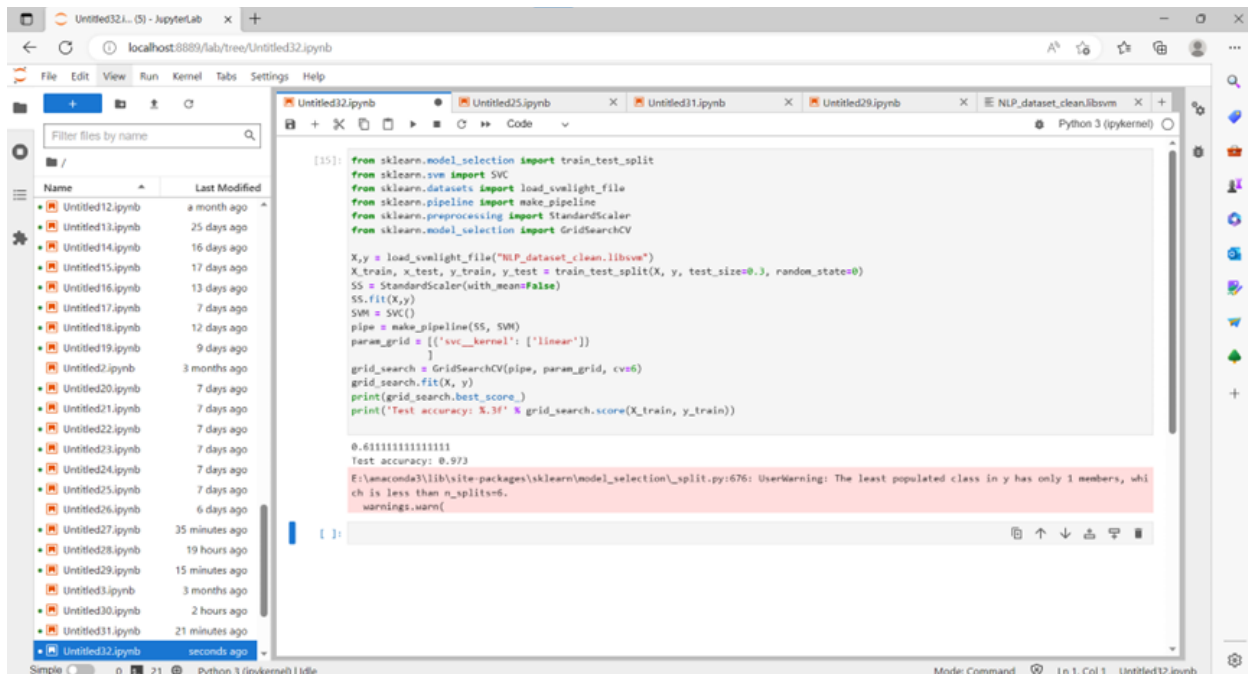 Untitled32.i... (5) - JupyterLab
localhost:8889/lab/tree/Untitled32.ipynb
File Edit View Run Kernel Tabs Settings Help
Untitled32.ipynb Untitled25.ipynb Untitled31.ipynb Untitled29.ipynb NLP_dataset_clean.libsvm
Filter files by name
Code
Python 3 (ipykernel)
/
Name Last Modified
Untitled12.ipynb a month ago
Untitled13.ipynb 25 days ago
Untitled14.ipynb 16 days ago
Untitled15.ipynb 17 days ago
Untitled16.ipynb 13 days ago
Untitled17.ipynb 7 days ago
Untitled18.ipynb 12 days ago
Untitled19.ipynb 9 days ago
Untitled2.ipynb 3 months ago
Untitled20.ipynb 7 days ago
Untitled21.ipynb 7 days ago
Untitled22.ipynb 7 days ago
Untitled23.ipynb 7 days ago
Untitled24.ipynb 7 days ago
Untitled25.ipynb 7 days ago
Untitled26.ipynb 6 days ago
Untitled27.ipynb 35 minutes ago
Untitled28.ipynb 19 hours ago
Untitled29.ipynb 15 minutes ago
Untitled3.ipynb 3 months ago
Untitled30.ipynb 2 hours ago
Untitled31.ipynb 21 minutes ago
Untitled32.ipynb seconds ago
[15]: from sklearn.model_selection import train_test_split
from sklearn.svm import SVC
from sklearn.datasets import load_svmlight_file
from sklearn.pipeline import make_pipeline
from sklearn.preprocessing import StandardScaler
from sklearn.model_selection import GridSearchCV
X,y = load_svmlight_file("NLP_dataset_clean.libsvm")
X_train, x_test, y_train, y_test = train_test_split(X, y, test_size=0.3, random_state=0)
SS = StandardScaler(with_mean=False)
SS.fit(X,y)
SVM = SVC()
pipe = make_pipeline(SS, SVM)
param_grid = [{'svc__kernel': ['linear']}
]
grid_search = GridSearchCV(pipe, param_grid, cv=6)
grid_search.fit(X, y)
print(grid_search.best_score_)
print('Test accuracy: %.3f' % grid_search.score(X_train, y_train))
0.611111111111111
Test accuracy: 0.973
E:\anaconda3\lib\site-packages\sklearn\model_selection\_split.py:676: UserWarning: The least populated class in y has only 1 members, whi
ch is less than n_splits=6.
warnings.warn(
[ ]:
Simple 0 21 Python 3 (ipykernel) | Idle Mode: Command Ln 1, Col 1 Untitled32.ipynb